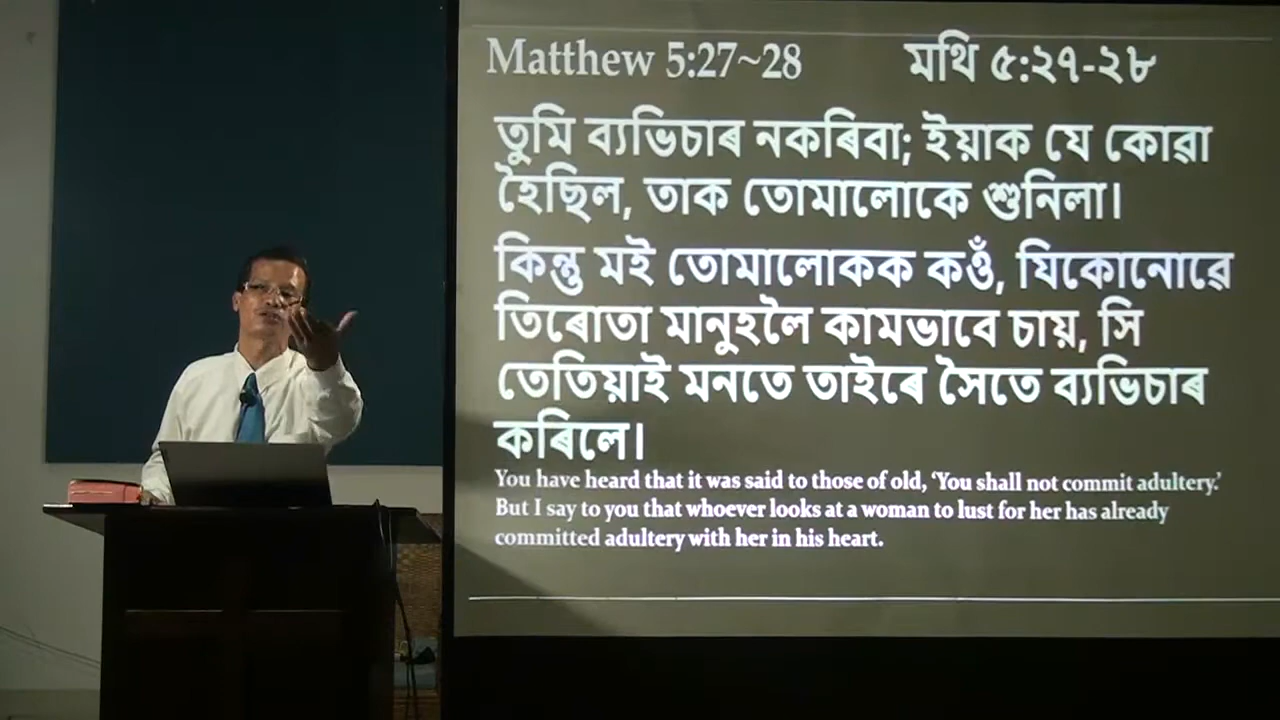 Matthew 5:27~28 মথি ৫:২৭-২৮
তুমি ব্যভিচাৰ নকৰিবা; ইয়াক যে কোৱা
হৈছিল, তাক তোমালোকে শুনিলা।
কিন্তু মই তোমালোকক কওঁ, যিকোনোৱে
তিৰোতা মানুহলৈ কামভাবে চায়, সি
তেতিয়াই মনতে তাইৰে সৈতে ব্যভিচাৰ
কৰিলে।
You have heard that it was said to those of old, ‘You shall not commit adultery.’
But I say to you that whoever looks at a woman to lust for her has already
committed adultery with her in his heart.